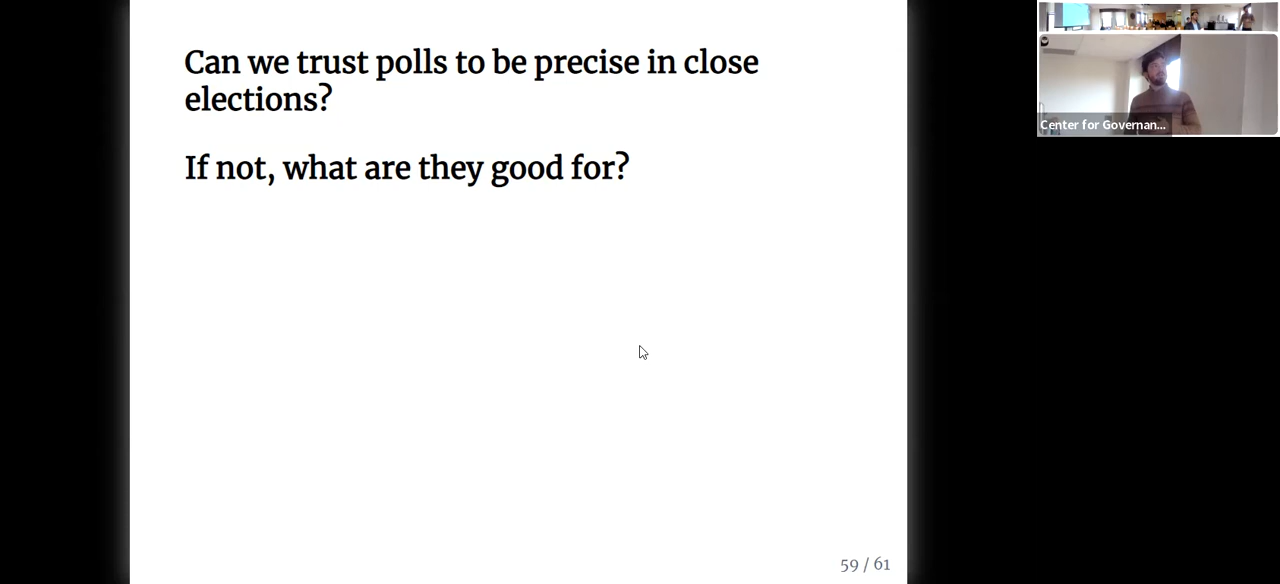 Can we trust polls to be precise in close
elections?
If not, what are they good for?
59 / 61
Center for Governan...